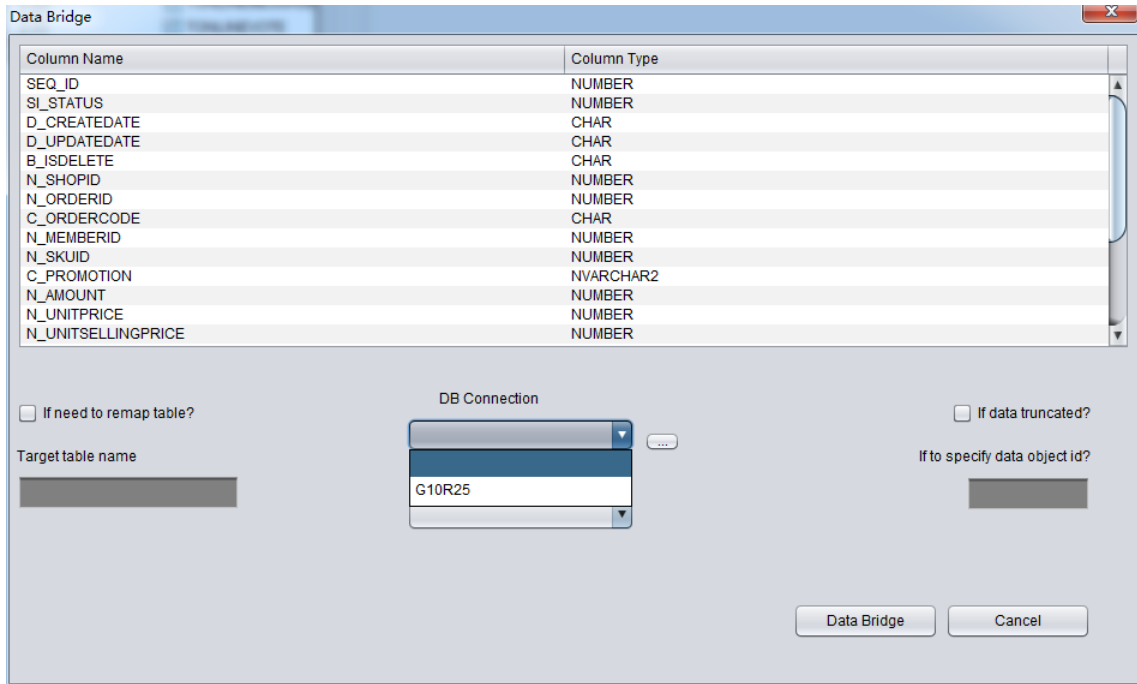 Data Bridge
Column Name Column Type
SEQ_ID NUMBER
SI_STATUS NUMBER
D_CREATEDATE CHAR
D_UPDATEDATE CHAR
B_ISDELETE CHAR
N_SHOPID NUMBER
N_ORDERID NUMBER
C_ORDERCODE CHAR
N_MEMBERID NUMBER
N_SKUID NUMBER
C_PROMOTION NVARCHAR2
N_AMOUNT NUMBER
N_UNITPRICE NUMBER
N_UNITSELLINGPRICE NUMBER
DB Connection
If need to remap table? If data truncated?
...
Target table name If to specify data object id?
G10R25
Data Bridge Cancel